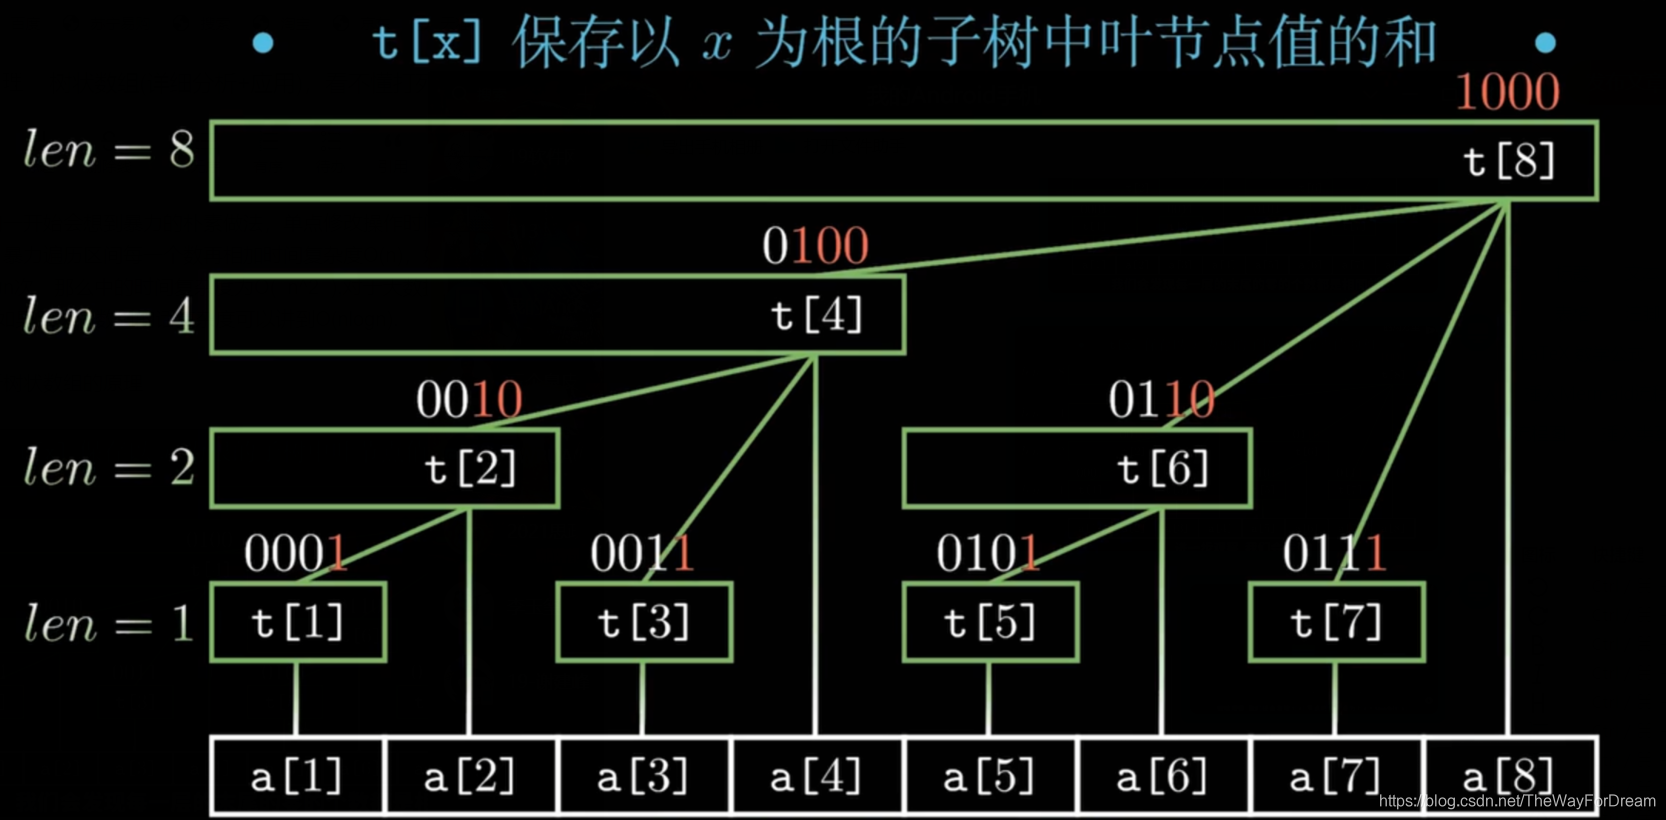 • t[x] 保存以 x 为根的子树中叶节点值的和 •
1000
len = 8 t[8]
0100
len = 4 t[4]
0010 0110
len = 2 t[2] t[6]
0001 0011 0101 0111
len = 1 t[1] t[3] t[5] t[7]
a[1] a[2] a[3] a[4] a[5] a[6] a[7] a[8]
https://blog.csdn.net/TheWayForDream